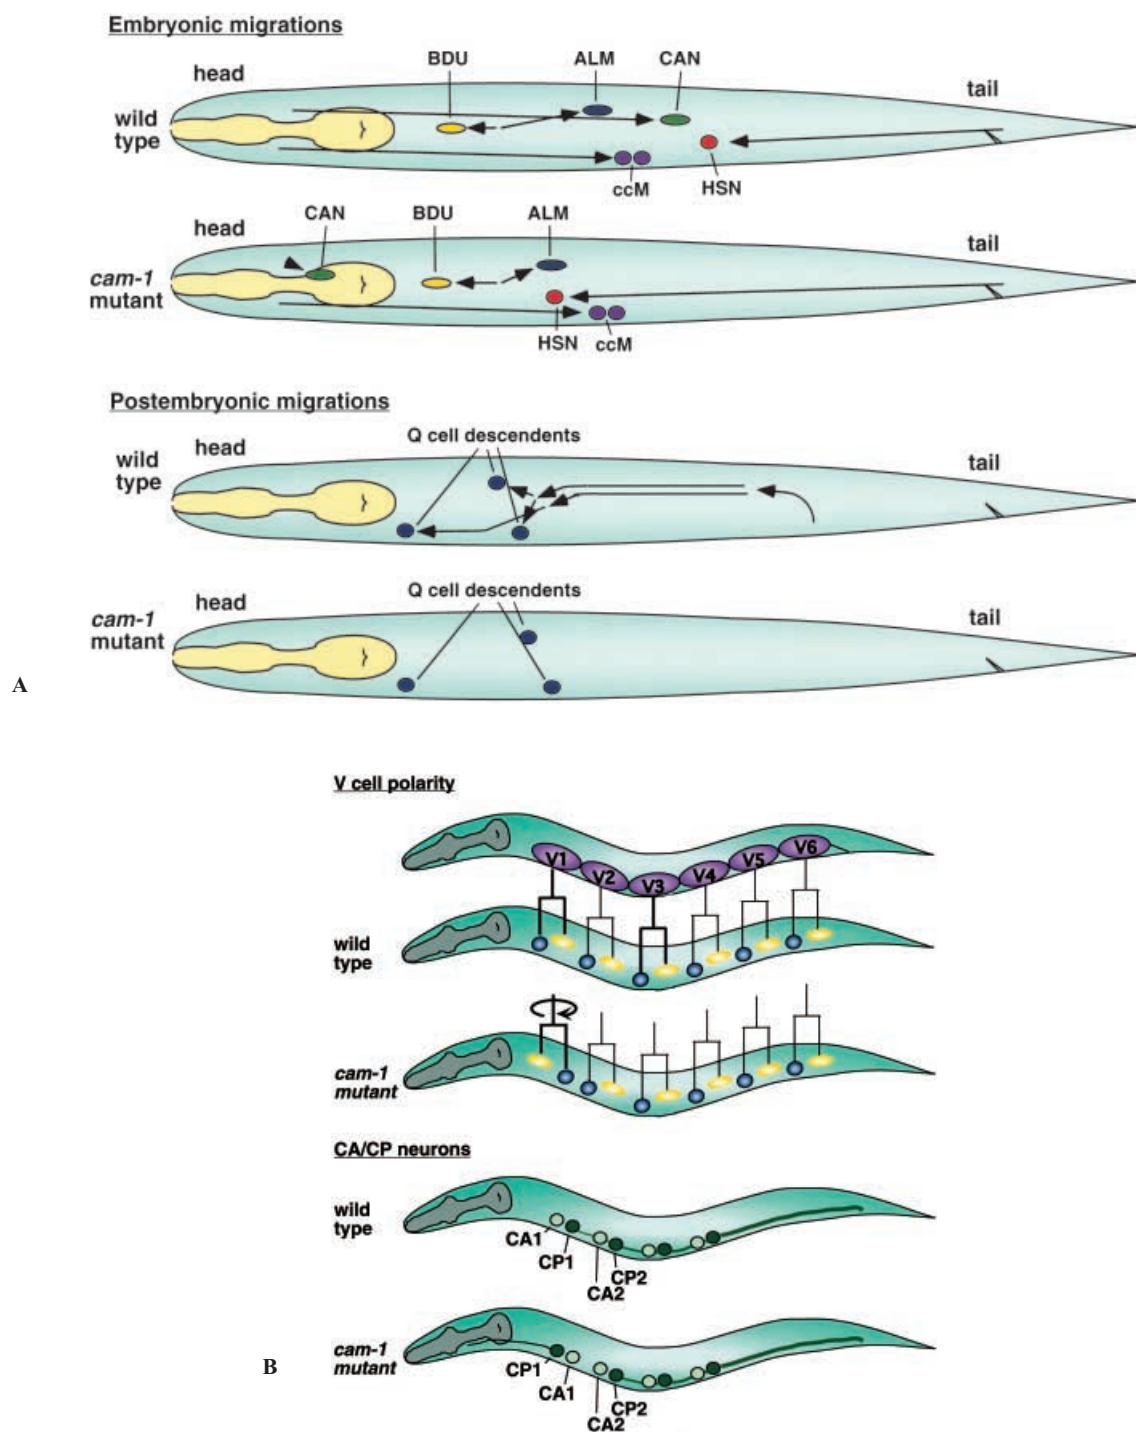 Embryonic migrations
head
BDU
ALM
CAN
tail
wild
type
ccM
HSN
head
CAN
BDU
ALM
tail
cam-1
mutant
HSN
ccM
Postembryonic migrations
Q cell descendents
wild
type
head
tail
Q cell descendents
head
cam-1
mutant
tail
A
V cell polarity
V1
V2
V3
V4
V5
V6
wild
type
cam-1
mutant
CA/CP neurons
wild
type
CA1
CP1
CP2
CA2
cam-1
mutant
B
CP1
CA1
CP2
CA2